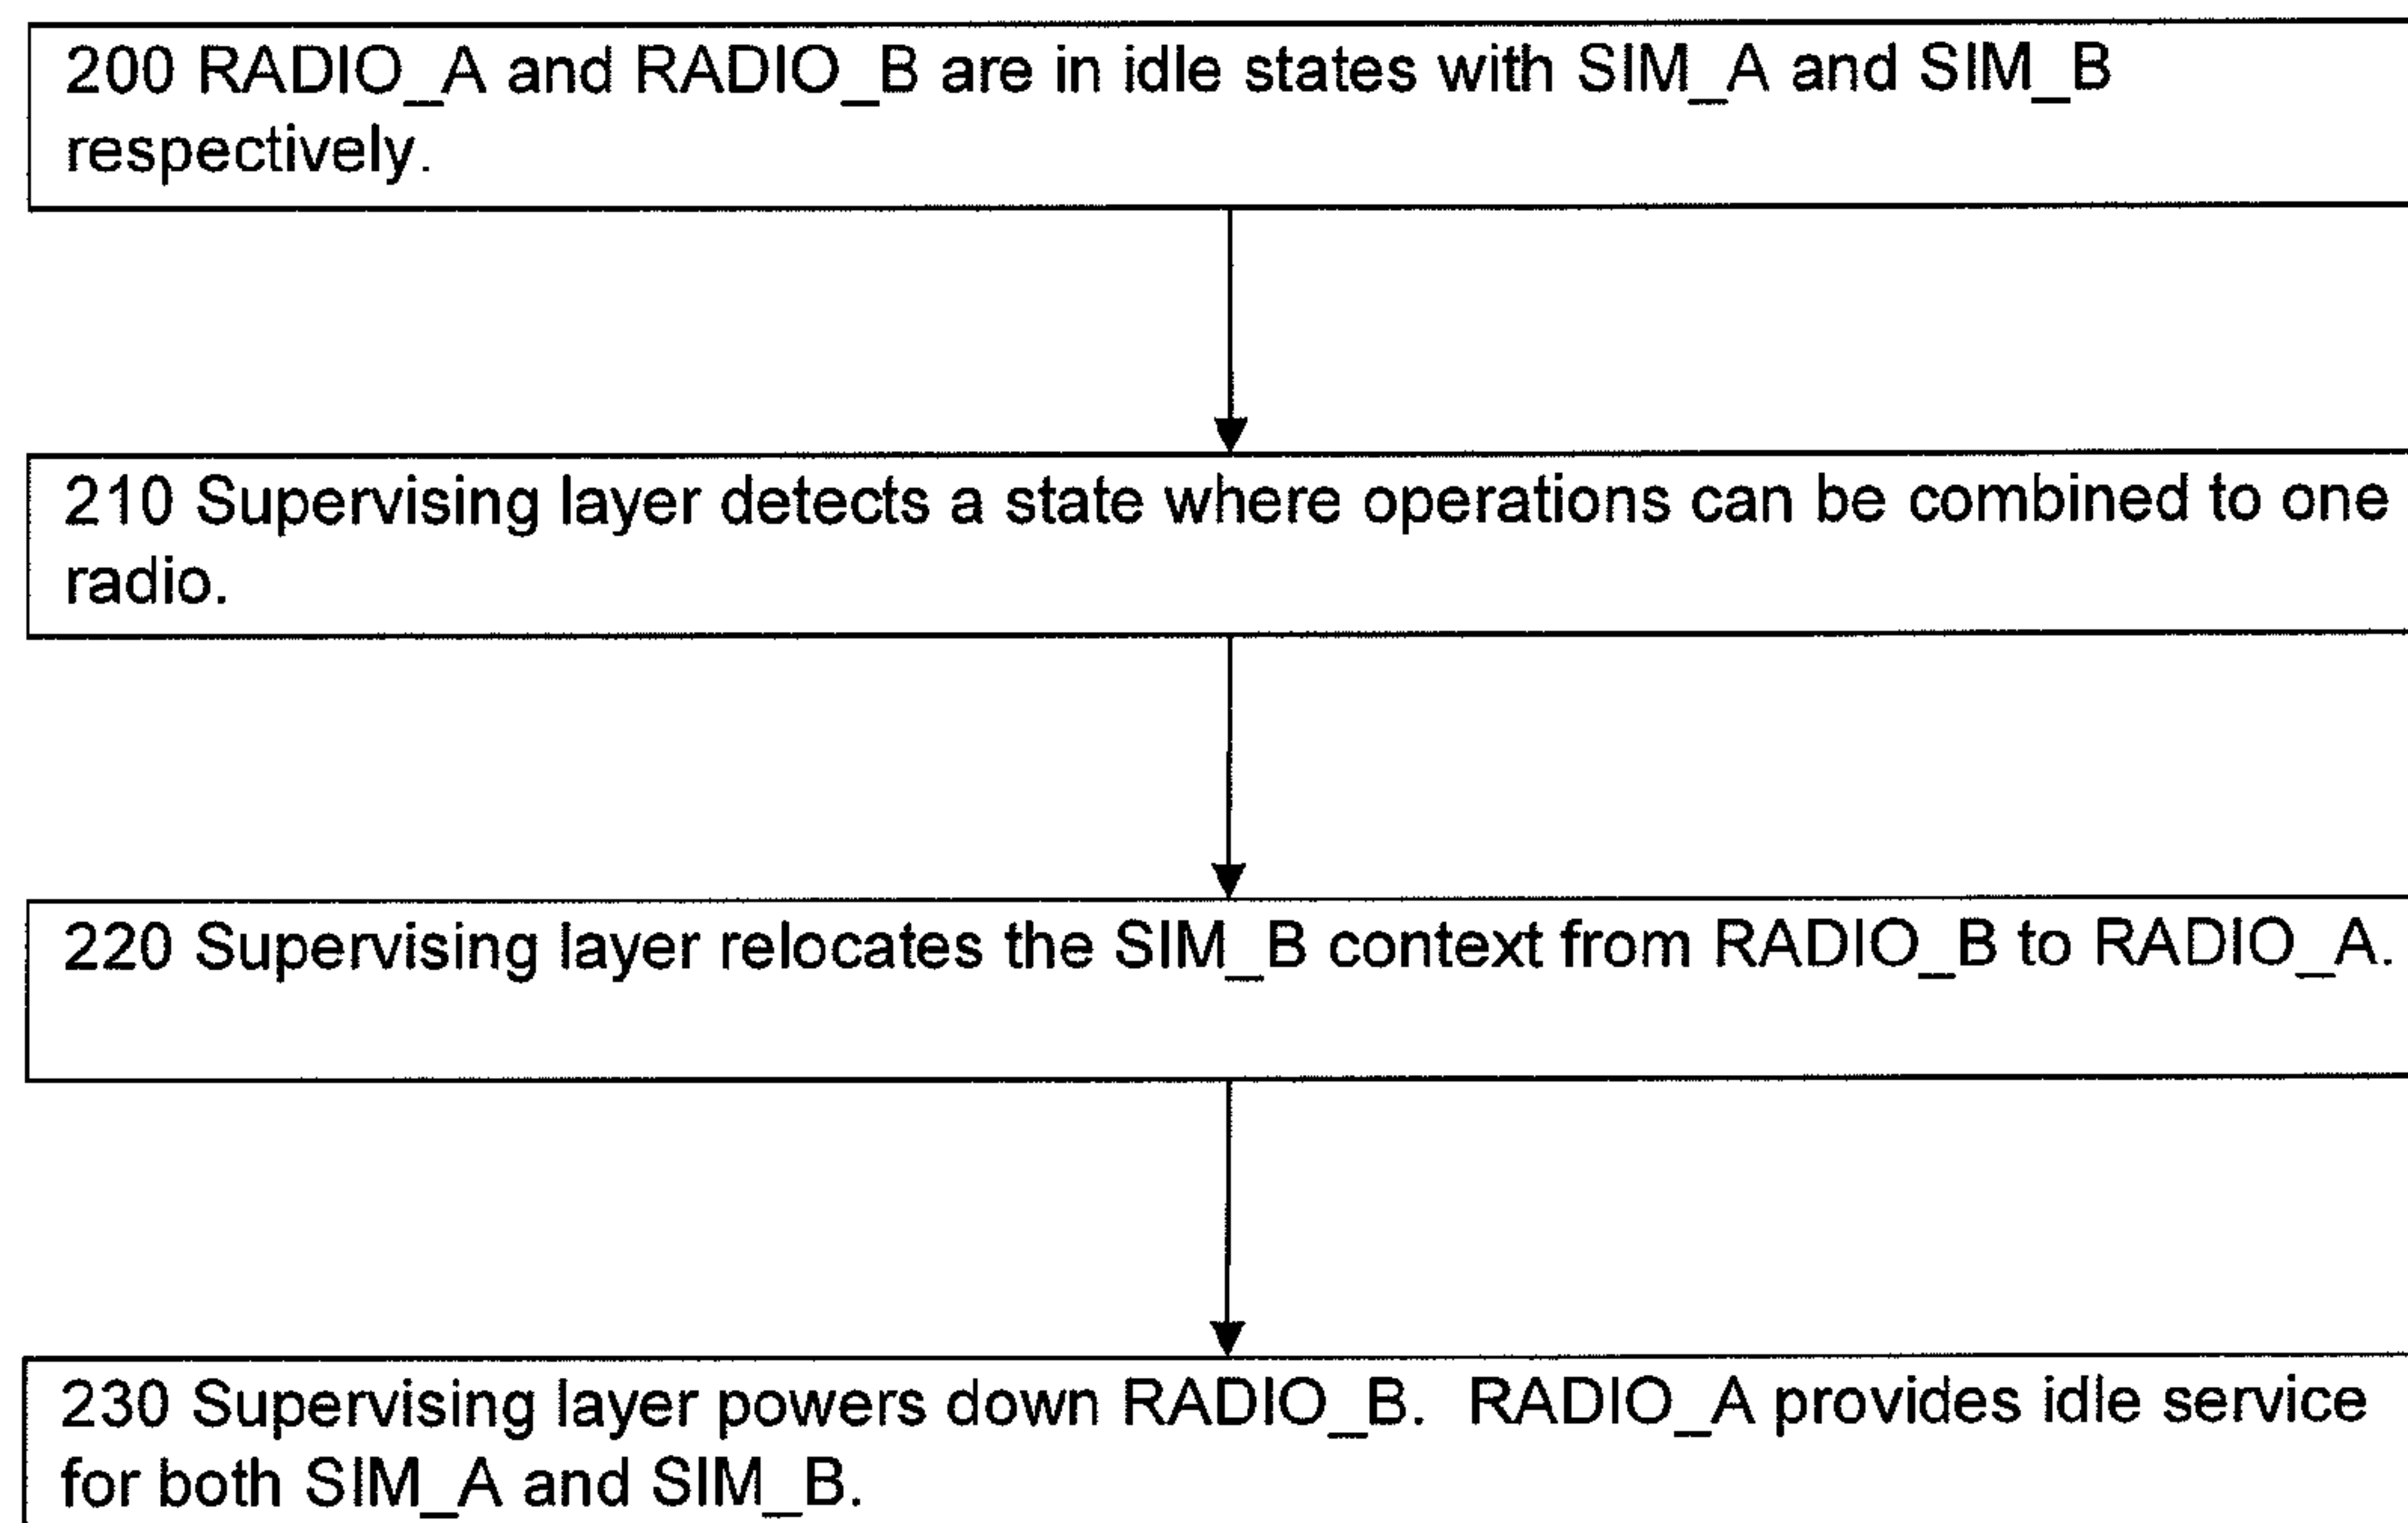 200 RADIO_A and RADIO_B are in idle states with SIM_A and SIM_B
respectively.
210 Supervising layer detects a state where operations can be combined to one
radio.
220 Supervising layer relocates the SIM_B context from RADIO_B to RADIO_A.
230 Supervising layer powers down RADIO_B. RADIO_A provides idle service
for both SIM_A and SIM_B.